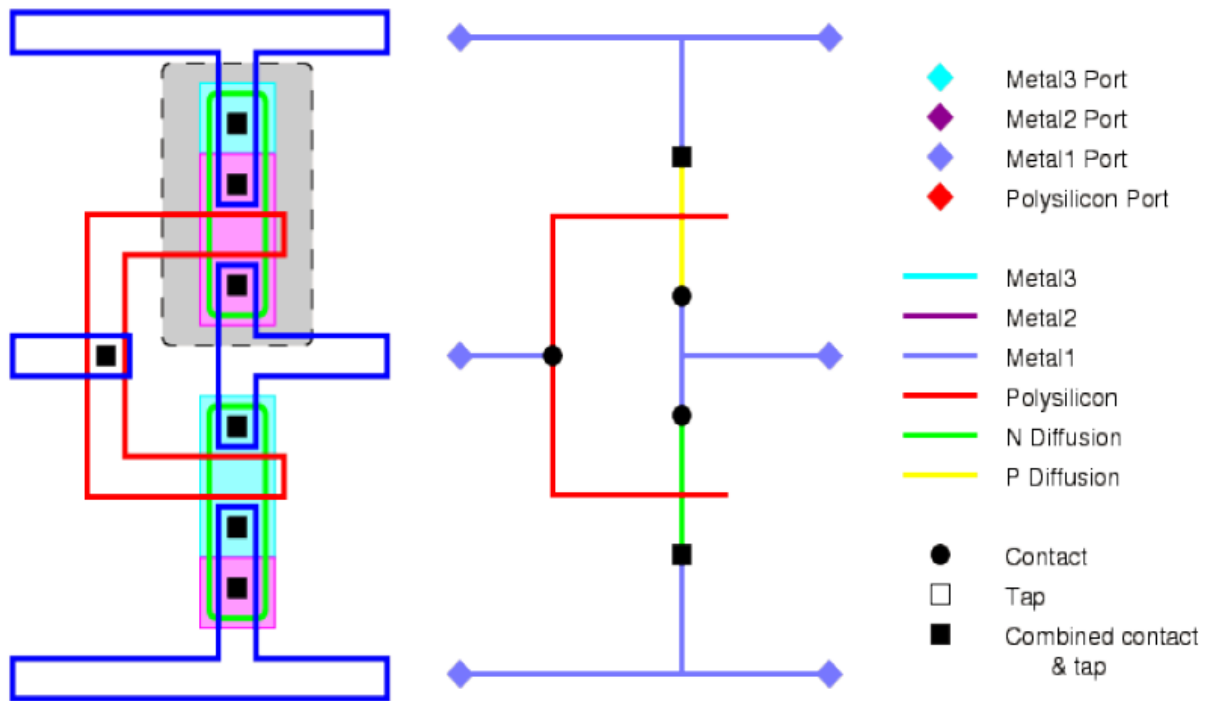 Metal3 Port
Metal2 Port
Metal1 Port
Polysilicon Port
Metal3
Metal2
Metal1
Polysilicon
N Diffusion
P Diffusion
Contact
Tap
Combined contact
& tap